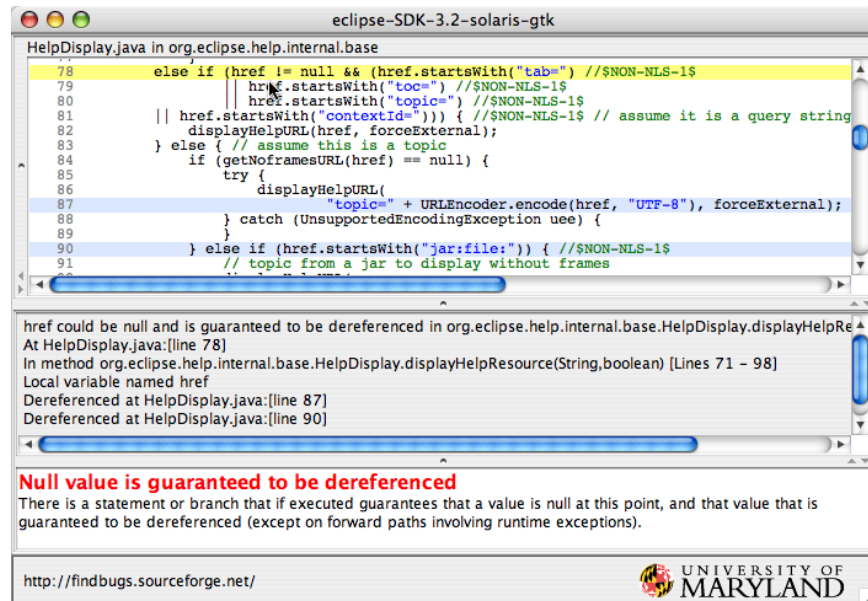 eclipse-SDK-3.2-solaris-gtk
HelpDisplay.java in org.eclipse.help.internal.base
78 else if (href != null && (href.startsWith("tab=") //$NON-NLS-1$
79 || href.startsWith("toc=") //$NON-NLS-1$
80 || href.startsWith("topic=") //$NON-NLS-1$
81 || href.startsWith("contextId="))) { //$NON-NLS-1$ // assume it is a query string
82 displayHelpURL(href, forceExternal);
83 } else { // assume this is a topic
84 if (getNoframesURL(href) == null) {
85 try {
86 displayHelpURL(
87 "topic=" + URLEncoder.encode(href, "UTF-8"), forceExternal);
88 } catch (UnsupportedEncodingException uee) {
89 }
90 } else if (href.startsWith("jar:file:")) { //$NON-NLS-1$
91 // topic from a jar to display without frames
href could be null and is guaranteed to be dereferenced in org.eclipse.help.internal.base.HelpDisplay.displayHelpRe
At HelpDisplay.java:[line 78]
In method org.eclipse.help.internal.base.HelpDisplay.displayHelpResource(String,boolean) [Lines 71 - 98]
Local variable named href
Dereferenced at HelpDisplay.java:[line 87]
Dereferenced at HelpDisplay.java:[line 90]
Null value is guaranteed to be dereferenced
There is a statement or branch that if executed guarantees that a value is null at this point, and that value that is
guaranteed to be dereferenced (except on forward paths involving runtime exceptions).
http://findbugs.sourceforge.net/
UNIVERSITY OF
MARYLAND